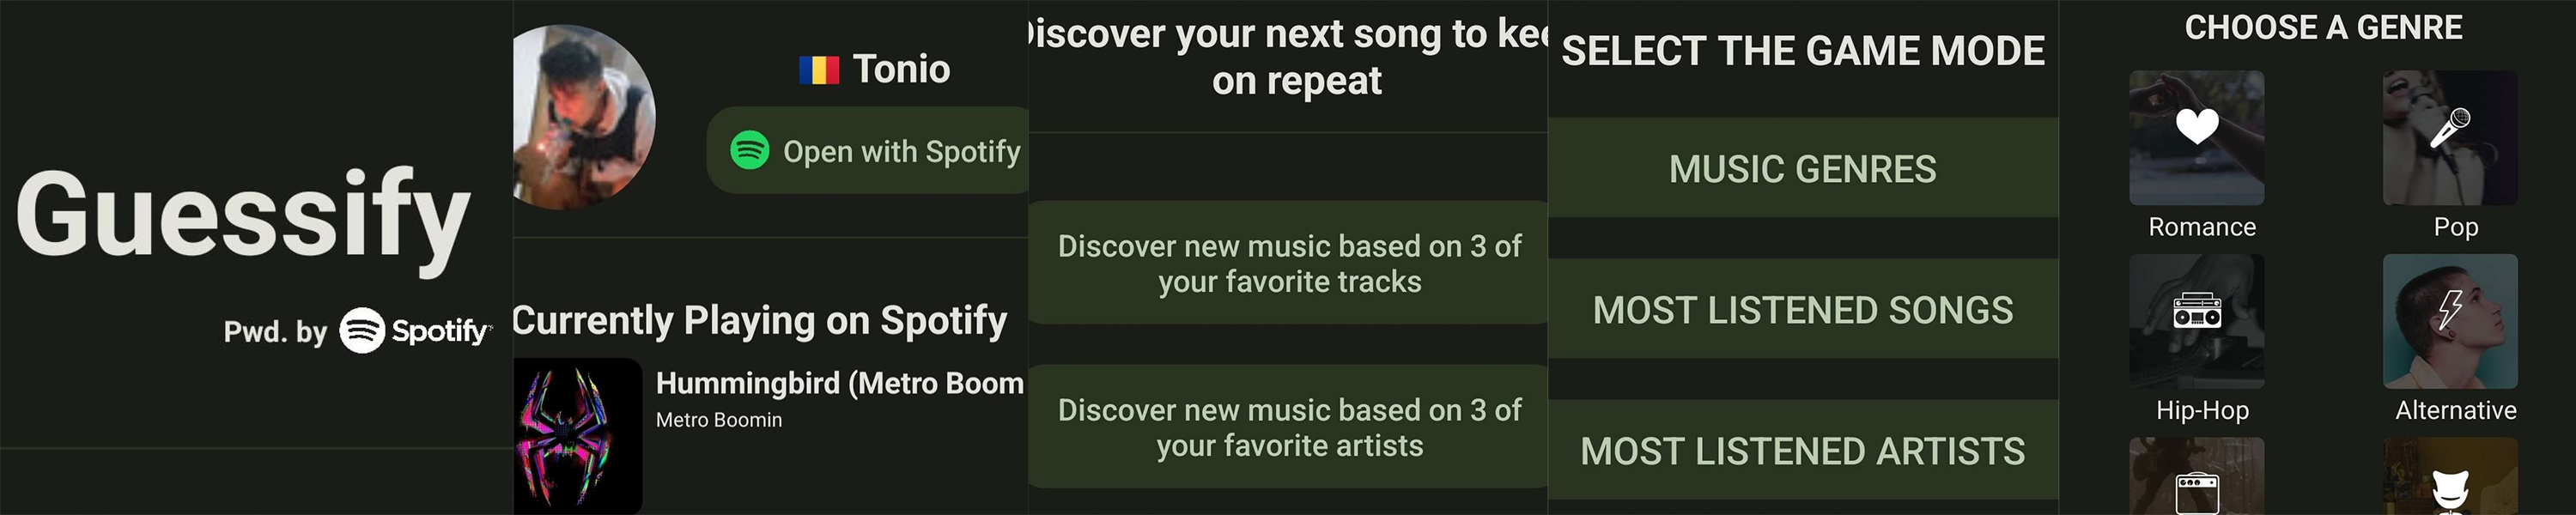 Guessify
Pwd. by Spotify
Tonio
Open with Spotify
Currently Playing on Spotify
Hummingbird (Metro Boom
Metro Boomin
Discover your next song to kee
on repeat
Discover new music based on 3 of
your favorite tracks
Discover new music based on 3 of
your favorite artists
SELECT THE GAME MODE
MUSIC GENRES
MOST LISTENED SONGS
MOST LISTENED ARTISTS
CHOOSE A GENRE
Romance
Pop
Hip-Hop
Alternative